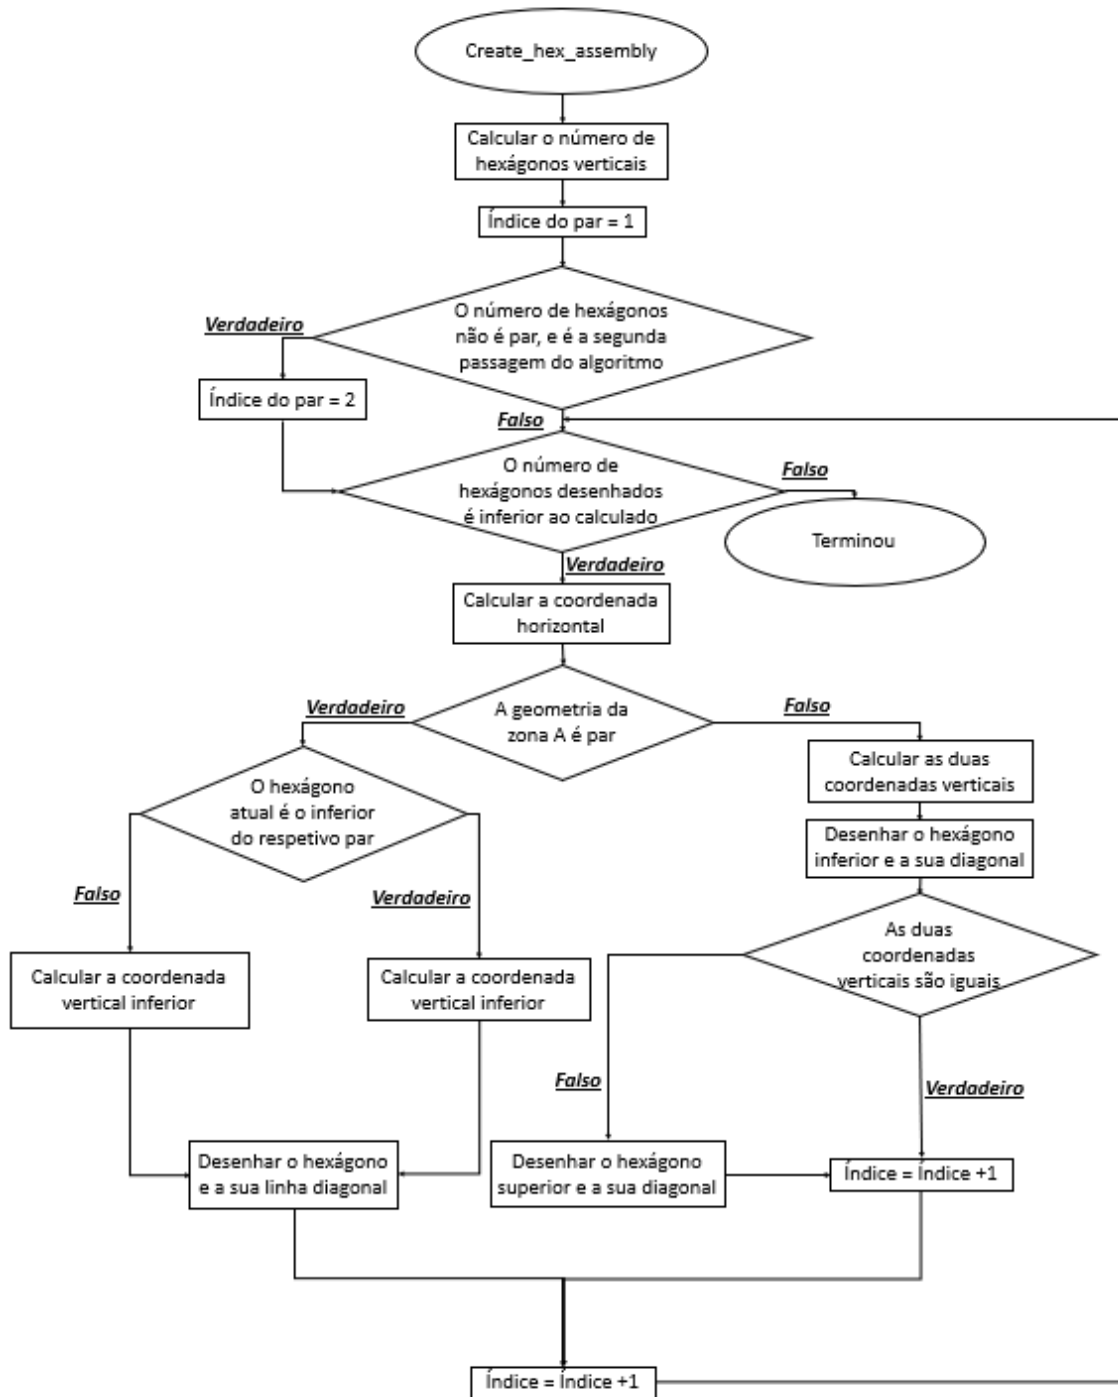 Create_hex_assembly
Calcular o número de
hexágonos verticais
Índice do par = 1
O número de hexágonos
não é par, e é a segunda
passagem do algoritmo
Verdadeiro
Índice do par = 2
Falso
O número de
hexágonos desenhados
é inferior ao calculado
Falso
Terminou
Verdadeiro
Calcular a coordenada
horizontal
A geometria da
zona A é par
Verdadeiro
Falso
O hexágono
atual é o inferior
do respetivo par
Calcular as duas
coordenadas verticais
Desenhar o hexágono
inferior e a sua diagonal
Falso
Verdadeiro
As duas
coordenadas
verticais são iguais
Calcular a coordenada
vertical inferior
Calcular a coordenada
vertical inferior
Falso
Verdadeiro
Desenhar o hexágono
e a sua linha diagonal
Desenhar o hexágono
superior e a sua diagonal
Índice = Índice +1
Índice = Índice +1